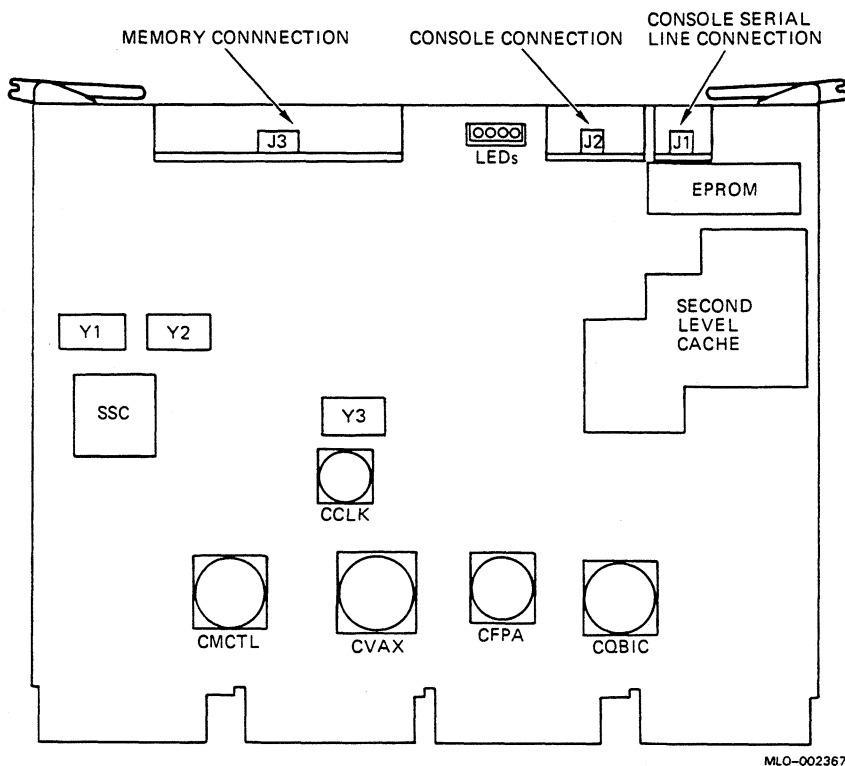 CONSOLE SERIAL
LINE CONNECTION
MEMORY CONNNECTION
CONSOLE CONNECTION
J3
LEDs
J2
J1
EPROM
SECOND
LEVEL
CACHE
Y1
Y2
SSC
Y3
CCLK
CMCTL
CVAX
CFPA
CQBIC
MLO-002367